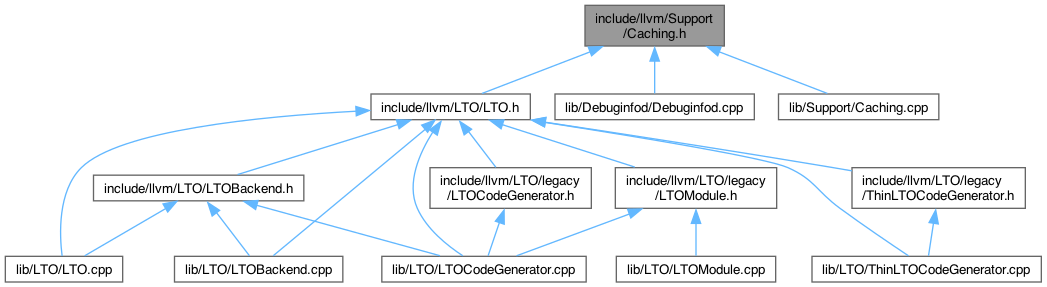 include/llvm/Support
/Caching.h
include/llvm/LTO/LTO.h
lib/Debuginfod/Debuginfod.cpp
lib/Support/Caching.cpp
include/llvm/LTO/LTOBackend.h
include/llvm/LTO/legacy
/LTOCodeGenerator.h
include/llvm/LTO/legacy
/LTOModule.h
include/llvm/LTO/legacy
/ThinLTOCodeGenerator.h
lib/LTO/LTO.cpp
lib/LTO/LTOBackend.cpp
lib/LTO/LTOCodeGenerator.cpp
lib/LTO/LTOModule.cpp
lib/LTO/ThinLTOCodeGenerator.cpp